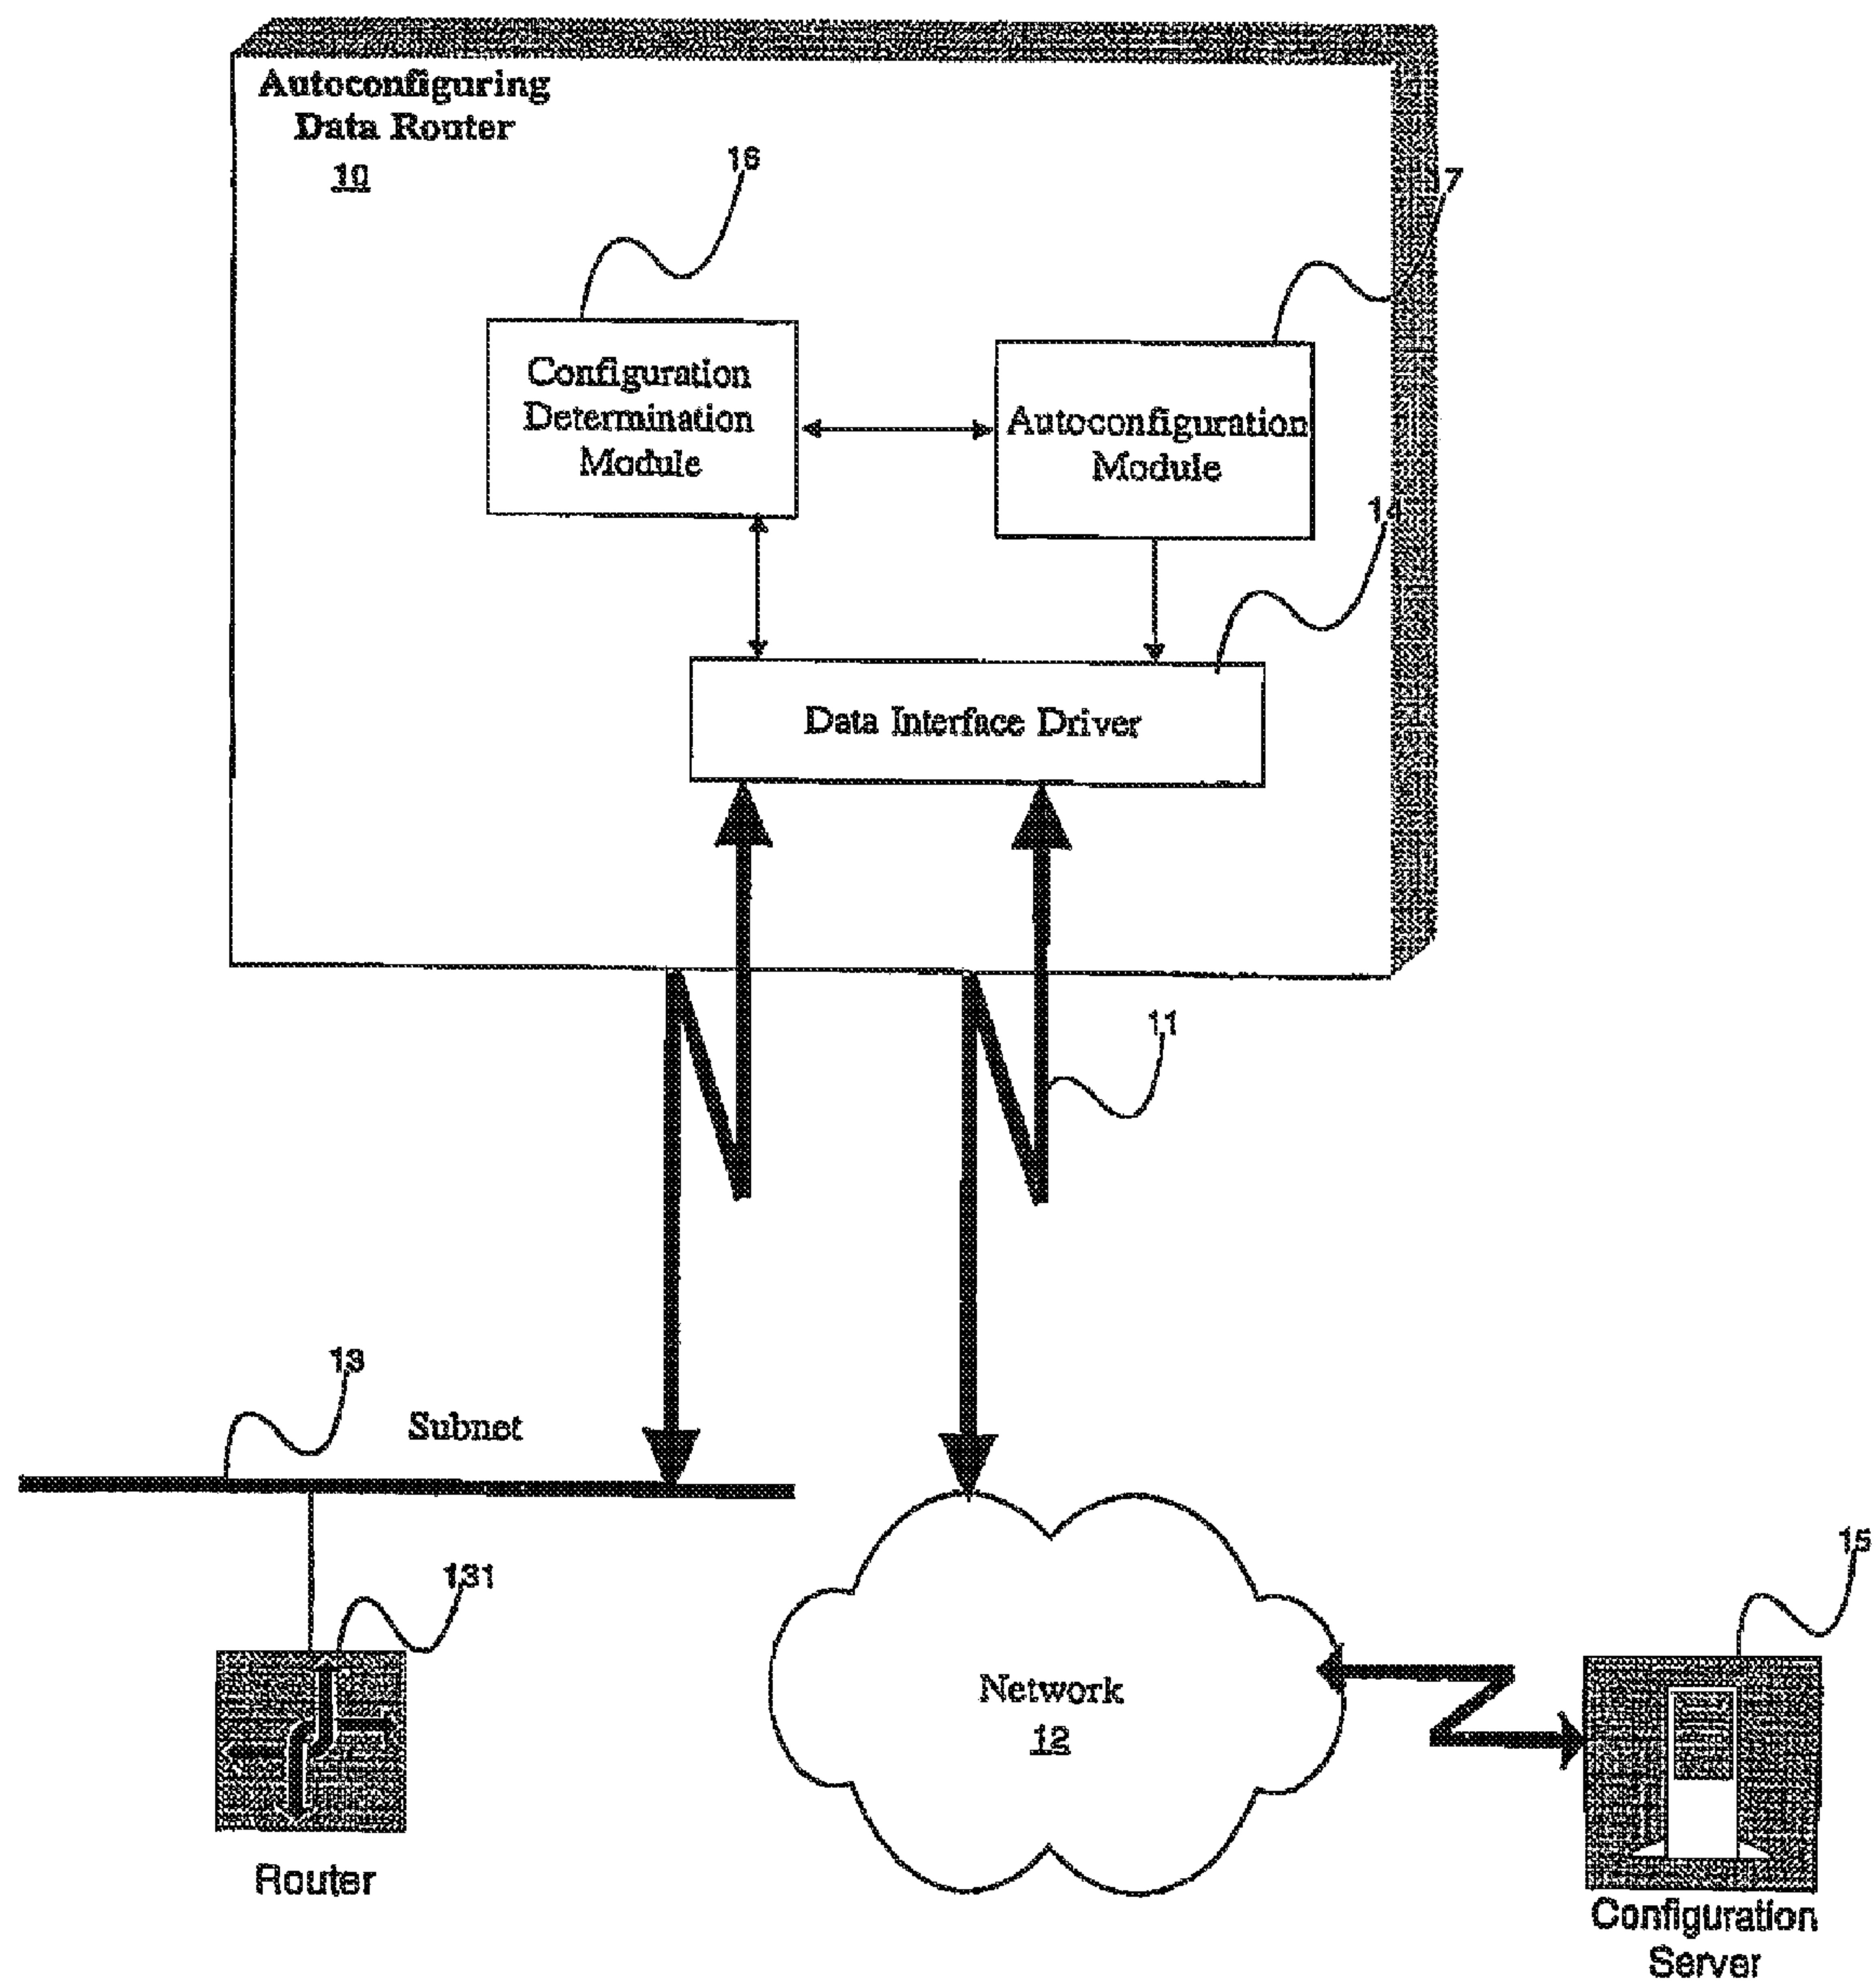 Autoconfiguring
Data Router
10
16
7
Configuration
Determination
Module
Autoconfiguration
Module
14
Data Interface Driver
11
13
Subnet
131
15
Network
12
Router
Configuration
Server